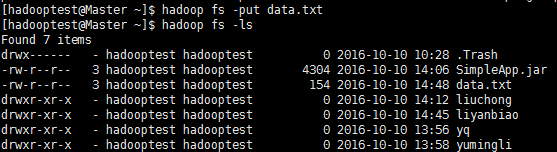 [hadooptest@Master ~]$ hadoop fs -put data.txt
[hadooptest@Master ~]$ hadoop fs -ls
Found 7 items
drwx------   - hadooptest hadooptest          0 2016-10-10 10:28 .Trash
-rw-r--r--   3 hadooptest hadooptest       4304 2016-10-10 14:06 SimpleApp.jar
-rw-r--r--   3 hadooptest hadooptest        154 2016-10-10 14:48 data.txt
drwxr-xr-x   - hadooptest hadooptest          0 2016-10-10 14:12 liuchong
drwxr-xr-x   - hadooptest hadooptest          0 2016-10-10 14:45 liyanbiao
drwxr-xr-x   - hadooptest hadooptest          0 2016-10-10 13:56 yq
drwxr-xr-x   - hadooptest hadooptest          0 2016-10-10 13:58 yumingli